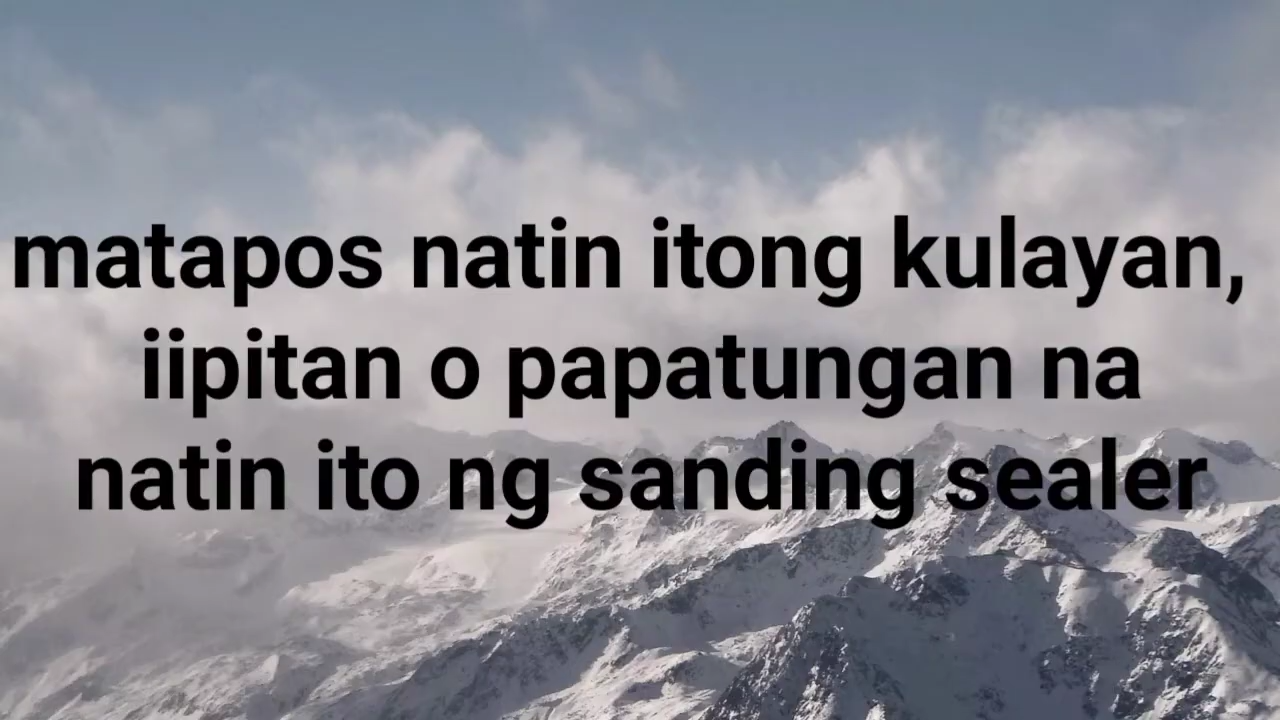 matapos natin itong kulayan,
iipitan o papatungan na
natin ito ng sanding sealer